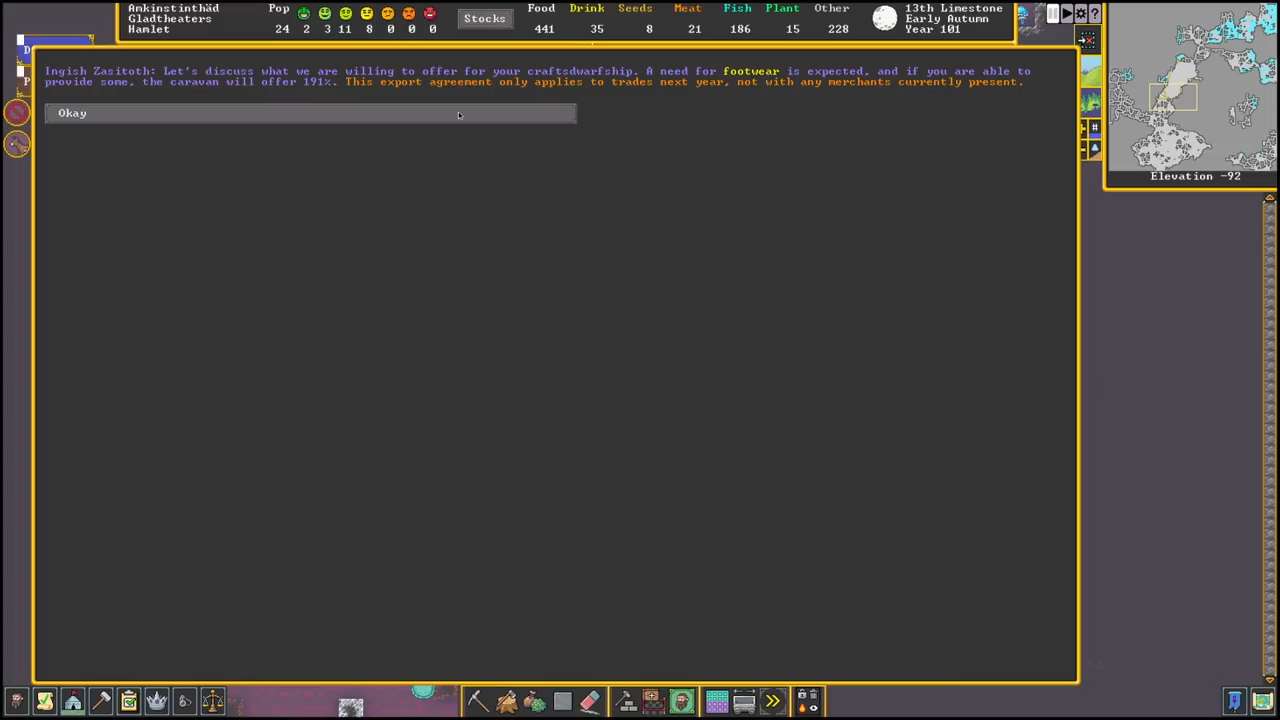 Amkinstinthäd Pop Stocks Food Drink Seeds Meat Fish Plant Other 13th Limestone
Gladtheaters Early Autumn
Hamlet 24 2 3 11 8 0 0 0 441 35 8 21 186 15 228 Year 101
Ingish Zasitoth: Let's discuss what we are willing to offer for your craftsdwarfship. A need for footwear is expected, and if you are able to
provide some, the caravan will offer 191%. This export agreement only applies to trades next year, not with any merchants currently present.
Okay
Elevation -92